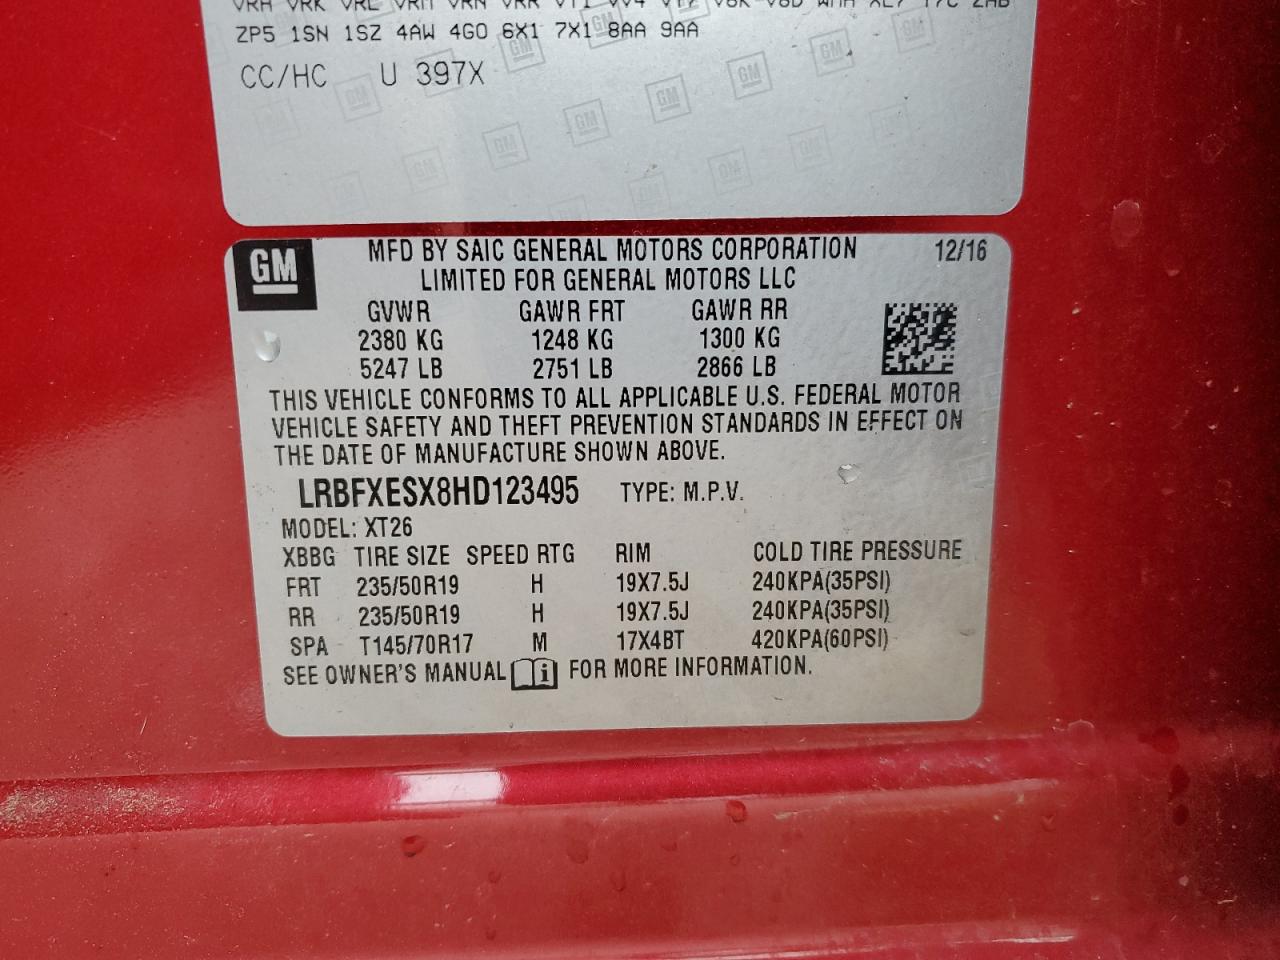 ZP5 1SN 1SZ 4AW 4G0 6X1 7X1 8AA 9AA
CC/HC U 397X
GM
MFD BY SAIC GENERAL MOTORS CORPORATION 12/16
LIMITED FOR GENERAL MOTORS LLC
GVWR GAWR FRT GAWR RR
2380 KG 1248 KG 1300 KG
5247 LB 2751 LB 2866 LB
THIS VEHICLE CONFORMS TO ALL APPLICABLE U.S. FEDERAL MOTOR
VEHICLE SAFETY AND THEFT PREVENTION STANDARDS IN EFFECT ON
THE DATE OF MANUFACTURE SHOWN ABOVE.
LRBFXESX8HD123495 TYPE: M.P.V.
MODEL: XT26
XBBG TIRE SIZE SPEED RTG RIM COLD TIRE PRESSURE
FRT 235/50R19 H 19X7.5J 240KPA(35PSI)
RR 235/50R19 H 19X7.5J 240KPA(35PSI)
SPA T145/70R17 M 17X4BT 420KPA(60PSI)
SEE OWNER'S MANUAL i FOR MORE INFORMATION.